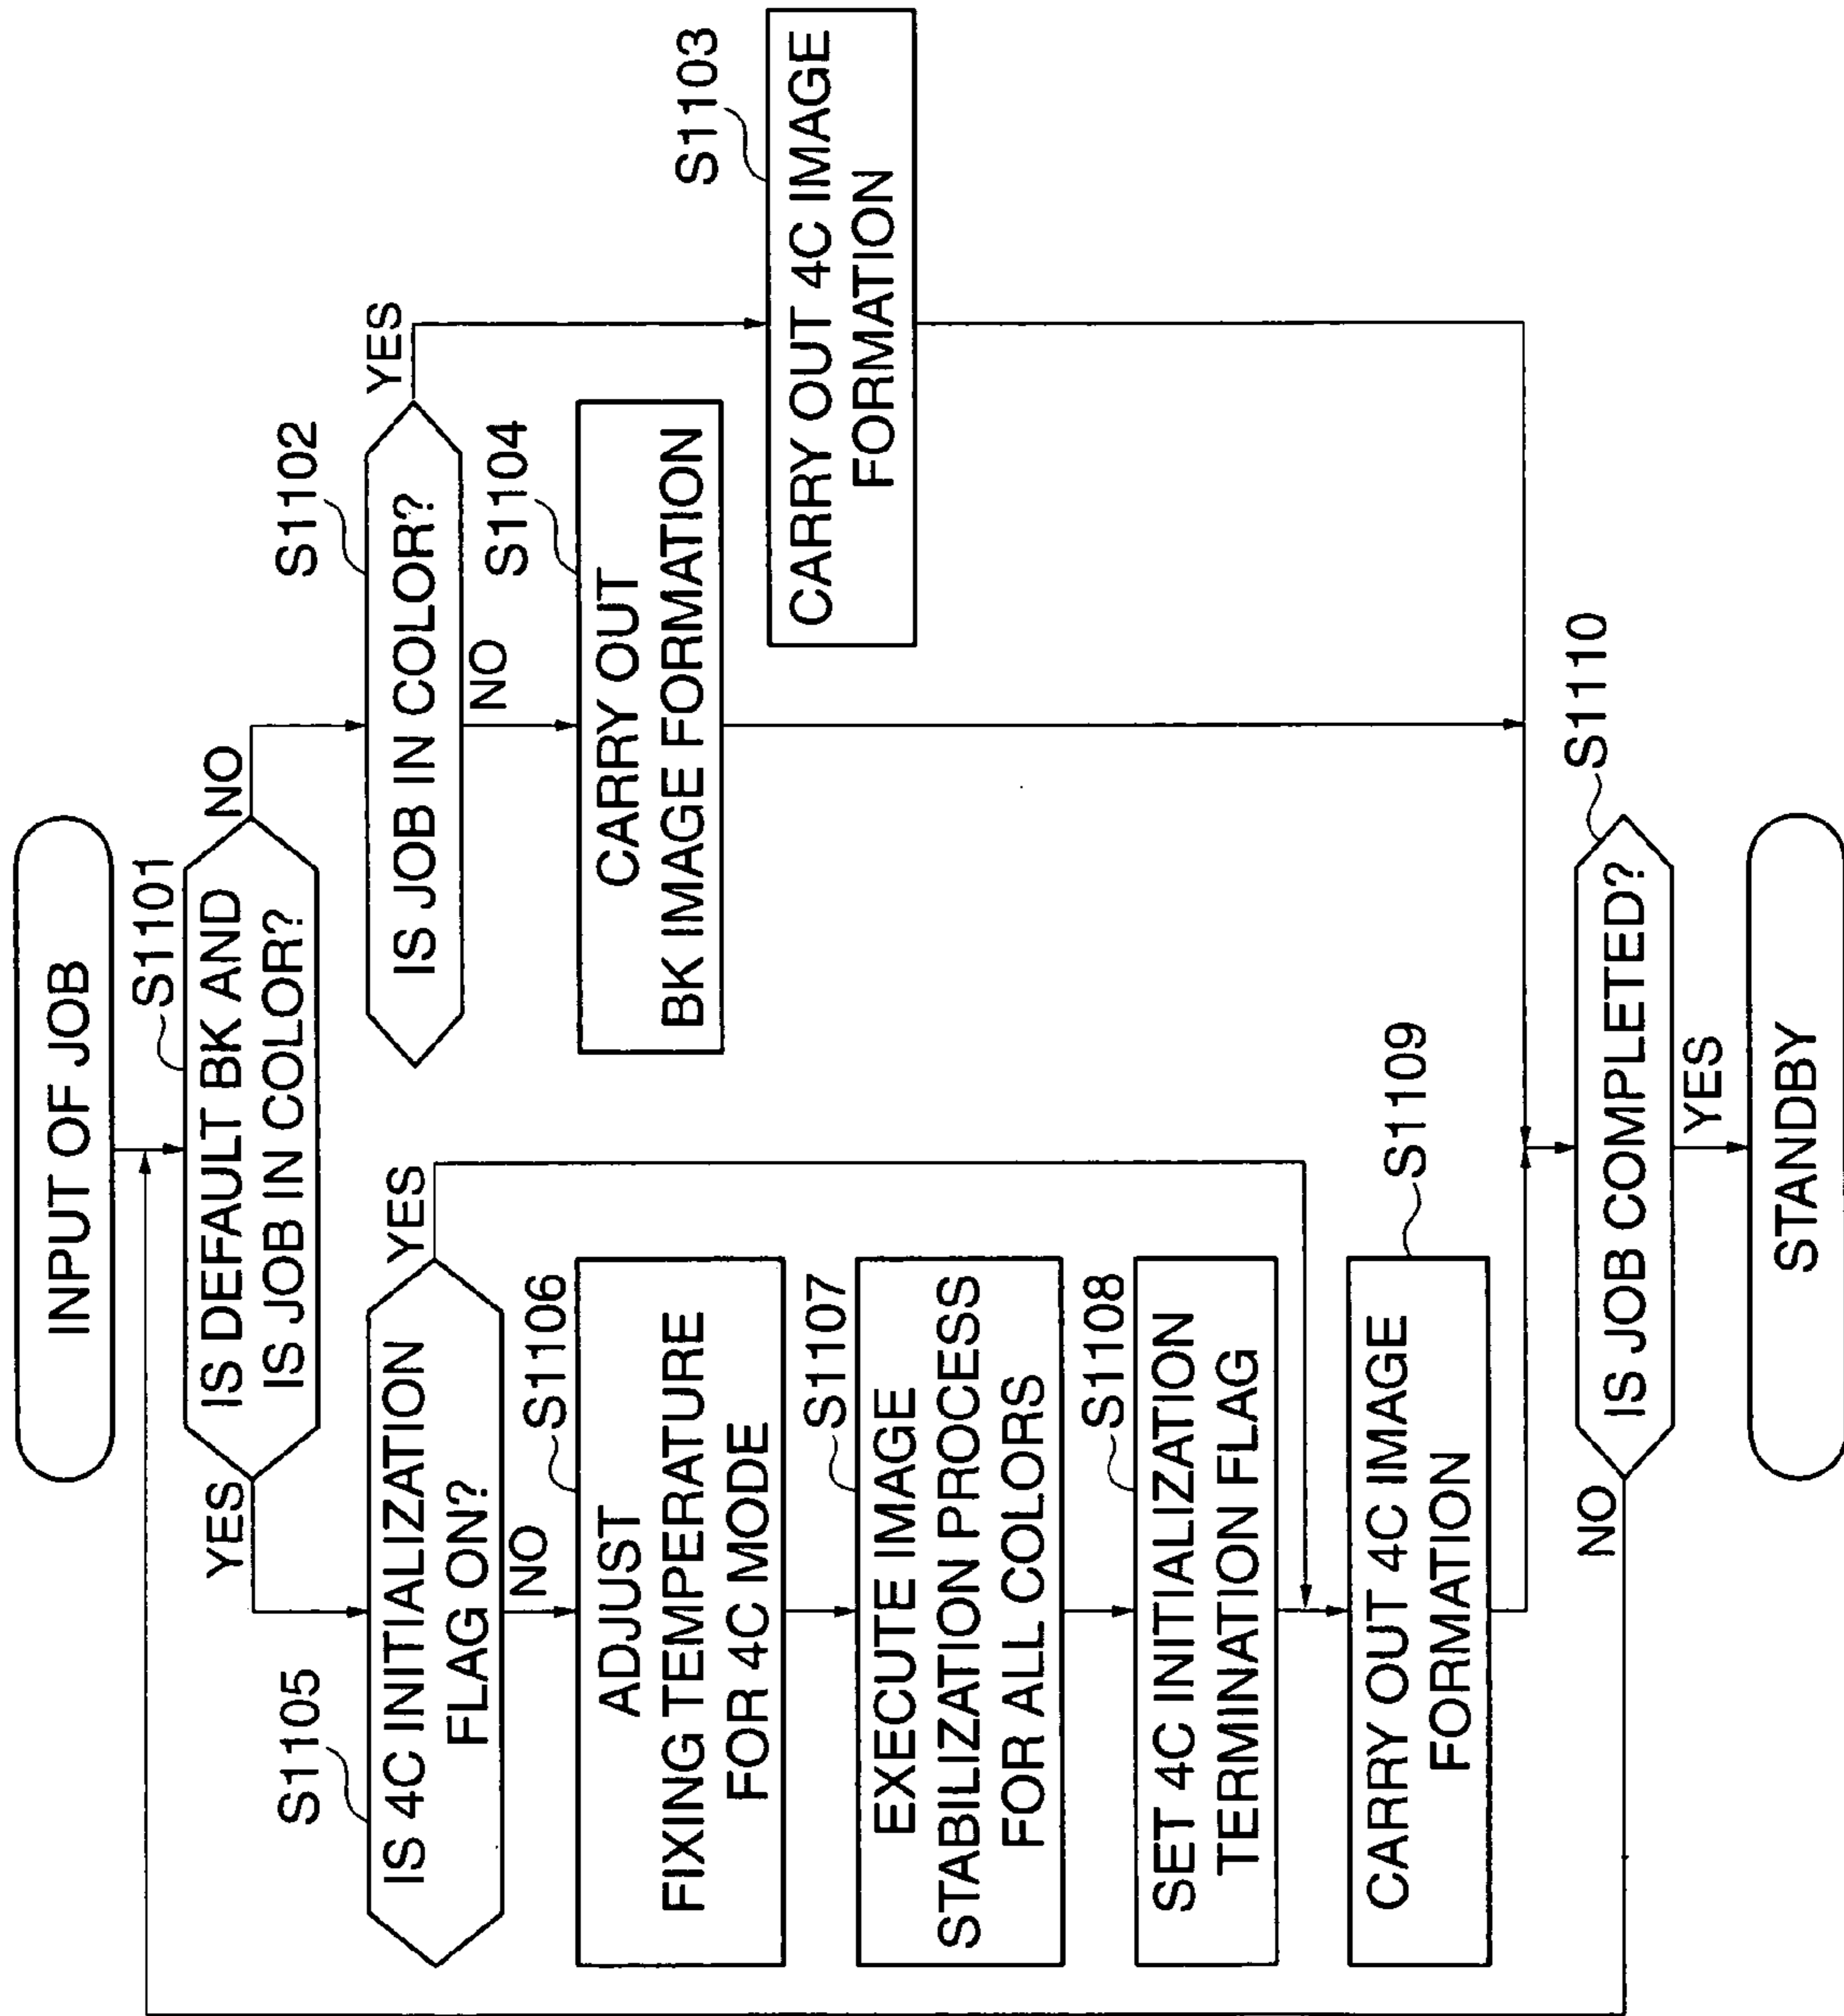 INPUT OF JOB
S1101
IS DEFAULT BK AND
IS JOB IN COLOR?
YES
NO
S1105
IS 4C INITIALIZATION
FLAG ON?
YES
NO
S1106
ADJUST
FIXING TEMPERATURE
FOR 4C MODE
S1107
EXECUTE IMAGE
STABILIZATION PROCESS
FOR ALL COLORS
S1108
SET 4C INITIALIZATION
TERMINATION FLAG
S1109
CARRY OUT 4C IMAGE
FORMATION
S1102
IS JOB IN COLOR?
YES
NO
S1104
CARRY OUT
BK IMAGE FORMATION
S1103
CARRY OUT 4C IMAGE
FORMATION
S1110
IS JOB COMPLETED?
NO
YES
STANDBY